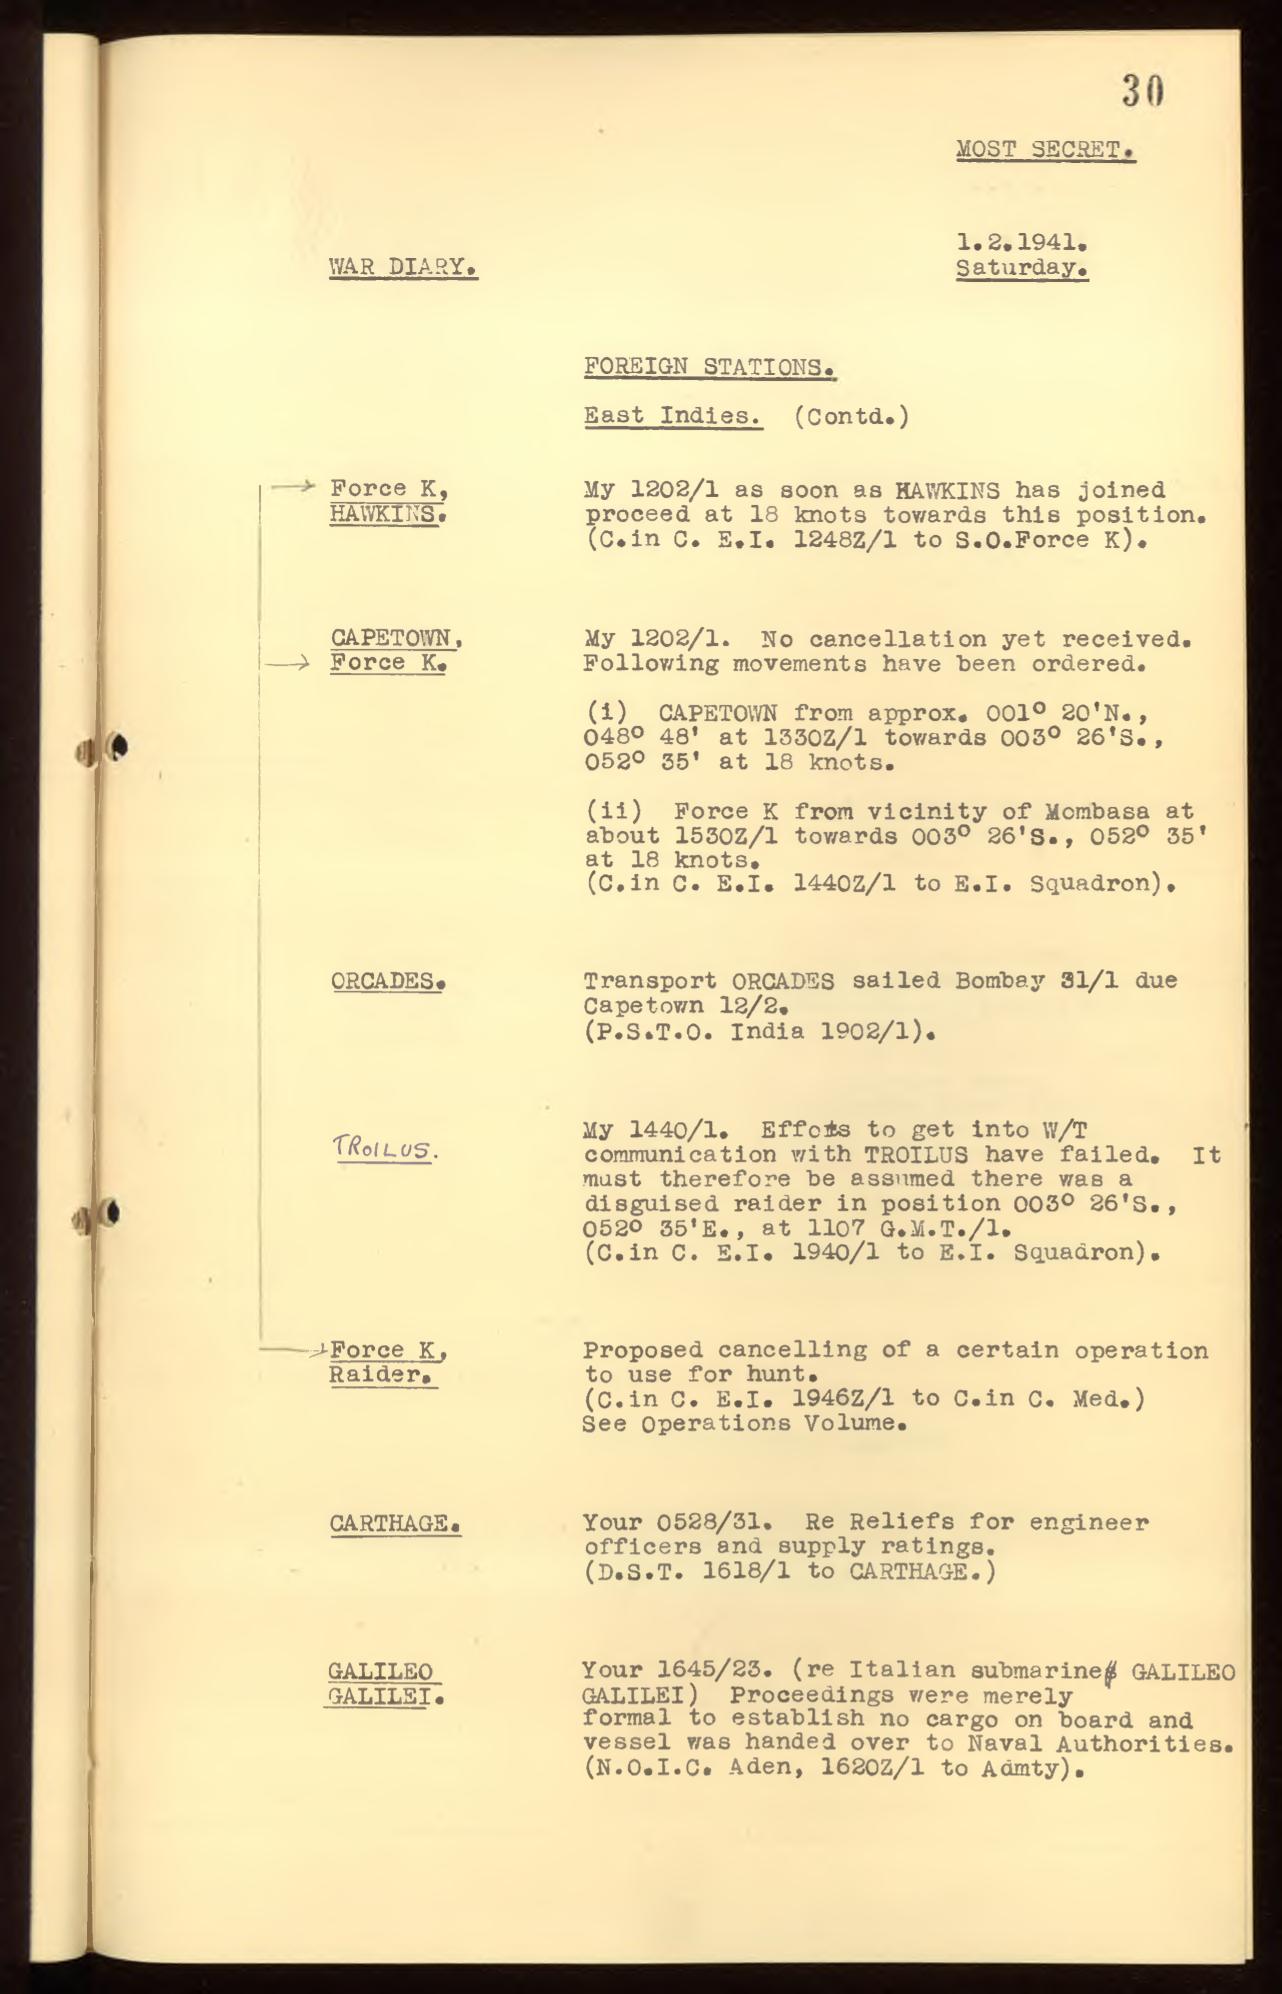 30
MOST SECRET.
1.2.1941.
WAR DIARY.
Saturday.
FOREIGN STATIONS.
East Indies. (Contd.)
Force K,
HAWKINS.
My 1202/1 as soon as HAWKINS has joined
proceed at 18 knots towards this position.
(C.in C. E.I. 1248Z/1 to S.O.Force K).
CAPETOWN,
Force K.
My 1202/1. No cancellation yet received.
Following movements have been ordered.
(i) CAPETOWN from approx. 001° 20'N.,
048° 48' at 1330Z/1 towards 003° 26'S.,
052° 35' at 18 knots.
(ii) Force K from vicinity of Mombasa at
about 1530Z/1 towards 003° 26'S., 052° 35'
at 18 knots.
(C.in C. E.I. 1440Z/1 to E.I. Squadron).
ORCADES.
Transport ORCADES sailed Bombay 31/1 due
Capetown 12/2.
(P.S.T.O. India 1902/1).
TROILUS.
My 1440/1. Effots to get into W/T
communication with TROILUS have failed. It
must therefore be assumed there was a
disguised raider in position 003° 26'S.,
052° 35'E., at 1107 G.M.T./1.
(C.in C. E.I. 1940/1 to E.I. Squadron).
Force K,
Raider.
Proposed cancelling of a certain operation
to use for hunt.
(C.in C. E.I. 1946Z/1 to C.in C. Med.)
See Operations Volume.
CARTHAGE.
Your 0528/31. Re Reliefs for engineer
officers and supply ratings.
(D.S.T. 1618/1 to CARTHAGE.)
GALILEO
GALILEI.
Your 1645/23. (re Italian submarine GALILEO
GALILEI) Proceedings were merely
formal to establish no cargo on board and
vessel was handed over to Naval Authorities.
(N.O.I.C. Aden, 1620Z/1 to Admty).